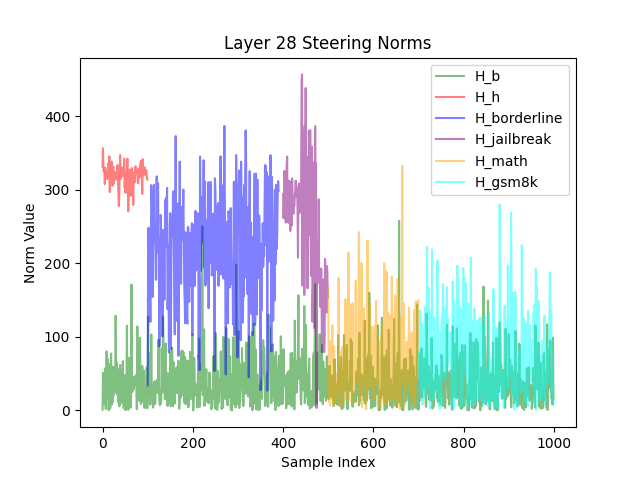 Layer 28 Steering Norms
H_b
H_h
H_borderline
H_jailbreak
H_math
H_gsm8k
400
300
200
100
0
Norm Value
0 200 400 600 800 1000
Sample Index